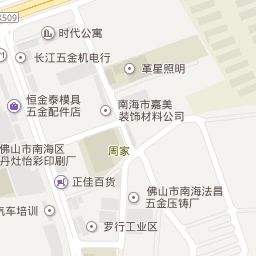 X509
时代公寓
长江五金机电行
革星照明
恒金泰模具
五金配件店
南海市嘉美
装饰材料公司
周家
佛山市南海区
丹灶怡彩印刷厂
正佳百货
佛山市南海法昌
五金压铸厂
汽车培训
罗行工业区